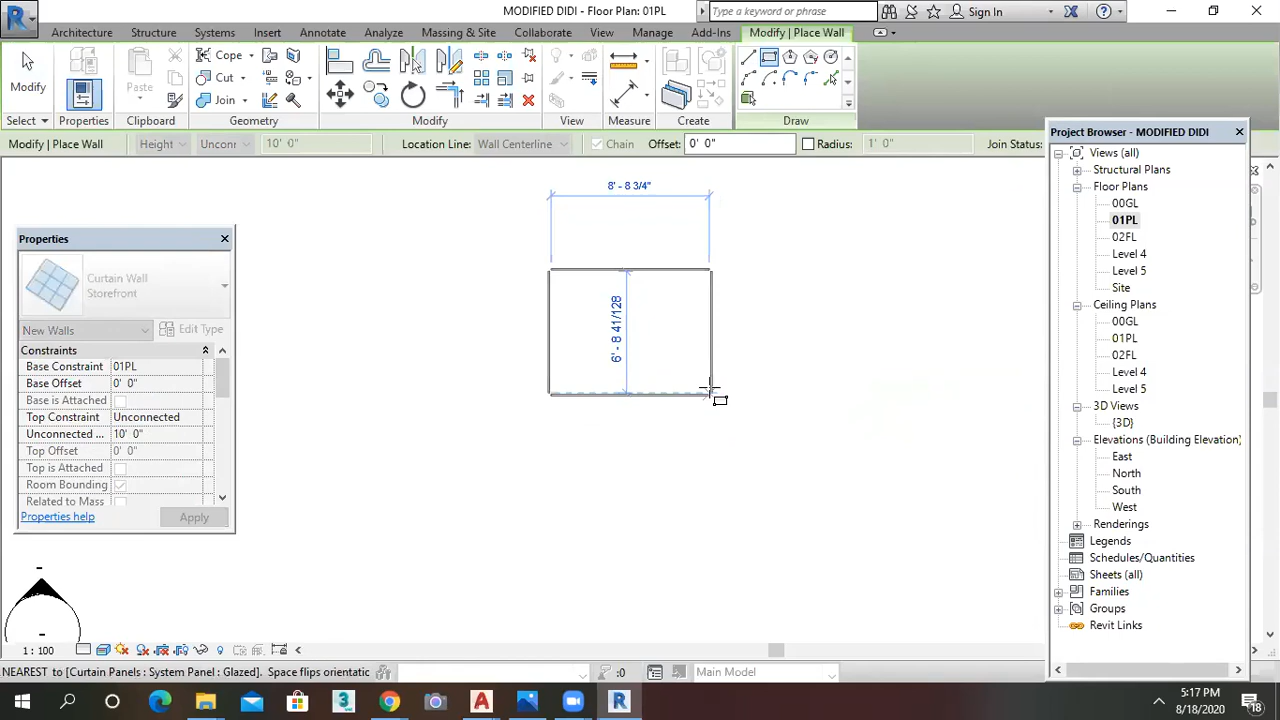 MODIFIED DIDI - Floor Plan: 01PL
Type a keyword or phrase
Sign In
Architecture
Structure
Systems
Insert
Annotate
Analyze
Massing & Site
Collaborate
View
Manage
Add-Ins
Modify | Place Wall
Modify
Cope
Cut
Join
Paste
Select
Properties
Clipboard
Geometry
Modify
View
Measure
Create
Draw
Modify | Place Wall
Height
Unconr
10' 0"
Location Line:
Wall Centerline
Chain
Offset:
0' 0"
Radius:
1' 0"
Join Status:
8' - 8 3/4"
6' - 8 41/128
Properties
Curtain Wall
Storefront
New Walls
Edit Type
Constraints
Base Constraint
01PL
Base Offset
0' 0"
Base is Attached
Top Constraint
Unconnected
Unconnected ...
10' 0"
Top Offset
0' 0"
Top is Attached
Room Bounding
Related to Mass
Properties help
Apply
Project Browser - MODIFIED DIDI
Views (all)
Structural Plans
Floor Plans
00GL
01PL
02FL
Level 4
Level 5
Site
Ceiling Plans
00GL
01PL
02FL
Level 4
Level 5
3D Views
{3D}
Elevations (Building Elevation)
East
North
South
West
Renderings
Legends
Schedules/Quantities
Sheets (all)
Families
Groups
Revit Links
1 : 100
NEAREST to [Curtain Panels : System Panel : Glazed]. Space flips orientatic
:0
Main Model
5:17 PM
8/18/2020
18